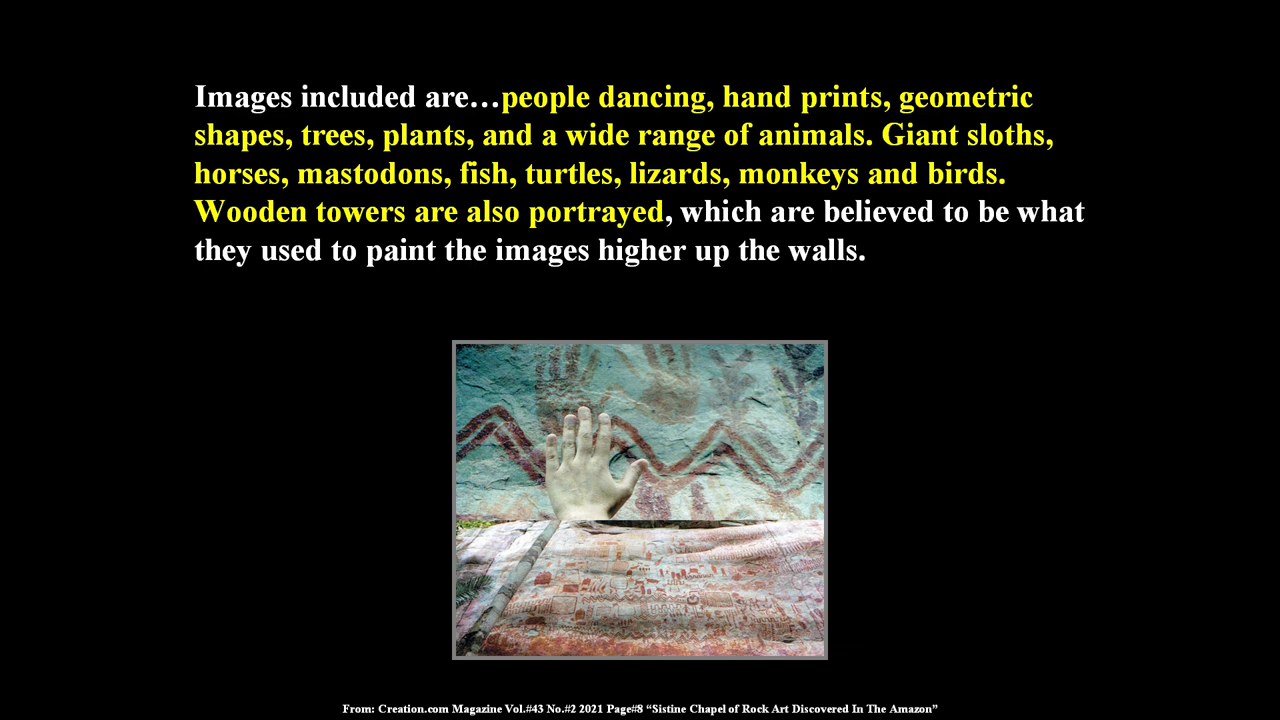 Images included are…people dancing, hand prints, geometric
shapes, trees, plants, and a wide range of animals. Giant sloths,
horses, mastodons, fish, turtles, lizards, monkeys and birds.
Wooden towers are also portrayed, which are believed to be what
they used to paint the images higher up the walls.
From: Creation.com Magazine Vol.#43 No.#2 2021 Page#8 “Sistine Chapel of Rock Art Discovered In The Amazon”